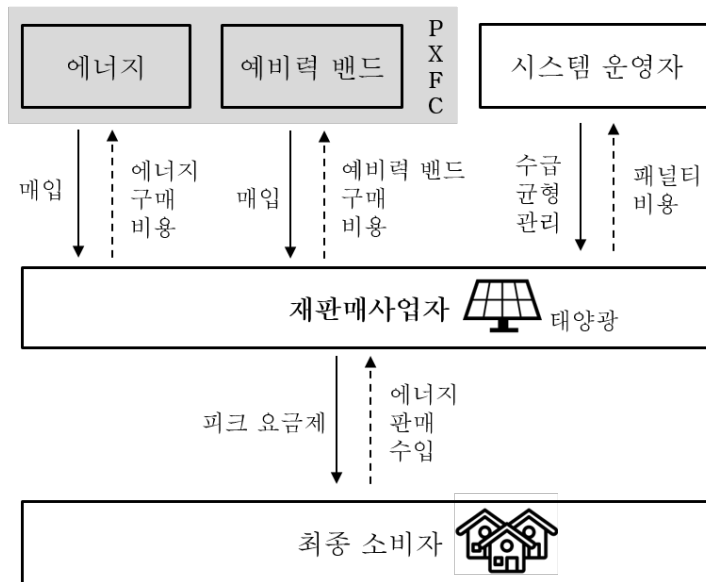 에너지
예비력 밴드
P
X
F
C
시스템 운영자
매입
에너지
구매
비용
매입
예비력 밴드
구매
비용
수급
균형
관리
패널티
비용
재판매사업자
태양광
피크 요금제
에너지
판매
수입
최종 소비자